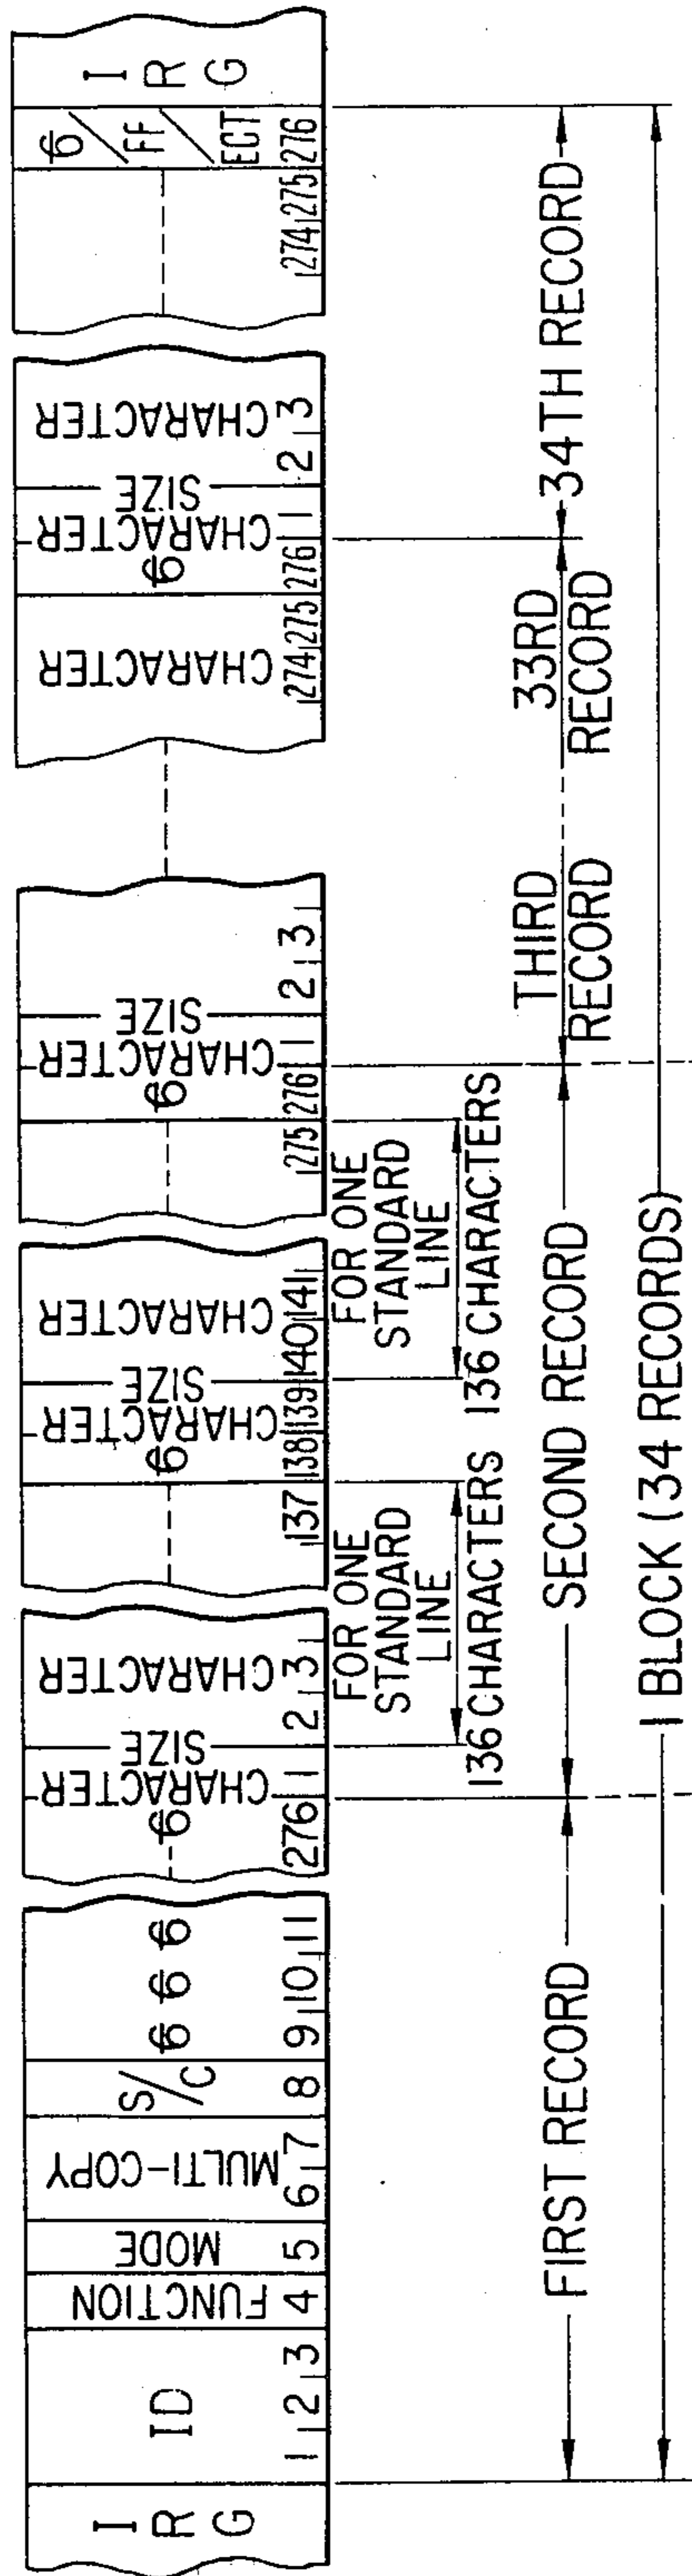 I R G
ID
1 2 3
FUNCTION
4
MODE
5
MULTI-COPY
6 7
S/C
8
ϭ ϭ ϭ
9 10 11
ϭ
276
CHARACTER SIZE
1
CHARACTER
2 3
137
ϭ
138
CHARACTER SIZE
139
CHARACTER
140 141
275
ϭ
276
CHARACTER SIZE
1
2 3
CHARACTER
274 275
ϭ
276
CHARACTER SIZE
1
CHARACTER
2 3
274 275
ϭ/FF/ECT
276
I R G
FOR ONE
STANDARD
LINE
136 CHARACTERS
FOR ONE
STANDARD
LINE
136 CHARACTERS
FIRST RECORD
SECOND RECORD
THIRD
RECORD
33RD
RECORD
34TH RECORD
1 BLOCK (34 RECORDS)